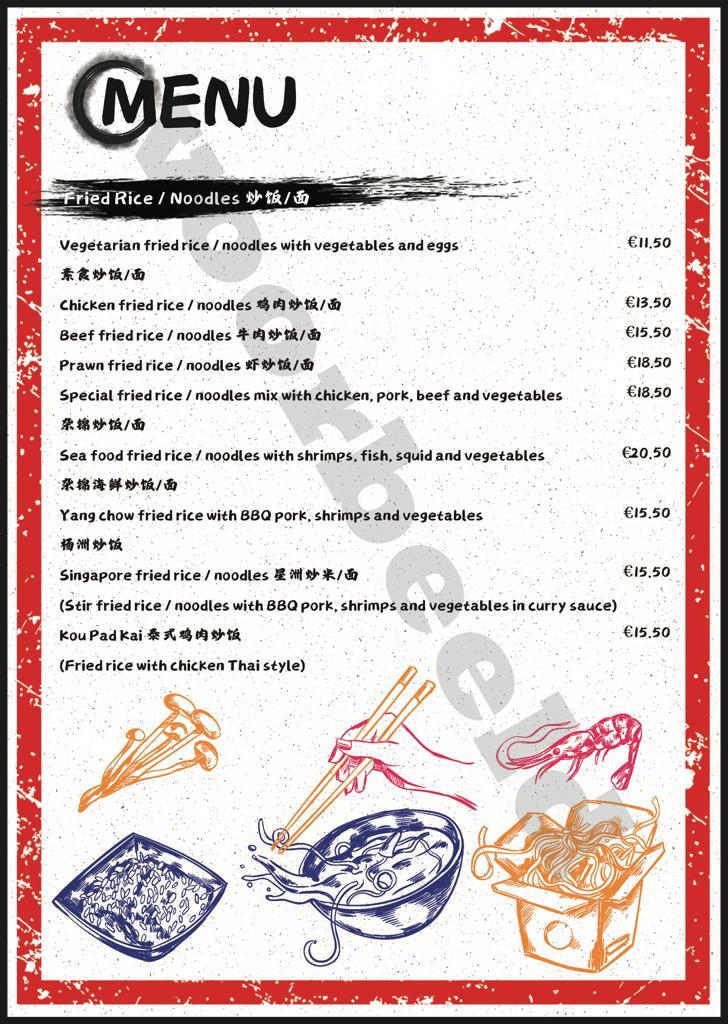 MENU
Fried Rice / Noodles 炒饭/面
Vegetarian fried rice / noodles with vegetables and eggs €11.50
素食炒饭/面
Chicken fried rice / noodles 鸡肉炒饭/面 €13.50
Beef fried rice / noodles 牛肉炒饭/面 €15.50
Prawn fried rice / noodles 虾炒饭/面 €18.50
Special fried rice / noodles mix with chicken, pork, beef and vegetables €18.50
杂锦炒饭/面
Sea food fried rice / noodles with shrimps, fish, squid and vegetables €20.50
杂锦海鲜炒饭/面
Yang chow fried rice with BBQ pork, shrimps and vegetables €15.50
杨洲炒饭
Singapore fried rice / noodles 星洲炒米/面 €15.50
(Stir fried rice / noodles with BBQ pork, shrimps and vegetables in curry sauce)
Kou Pad Kai 泰式鸡肉炒饭 €15.50
(Fried rice with chicken Thai style)
voorbeeld